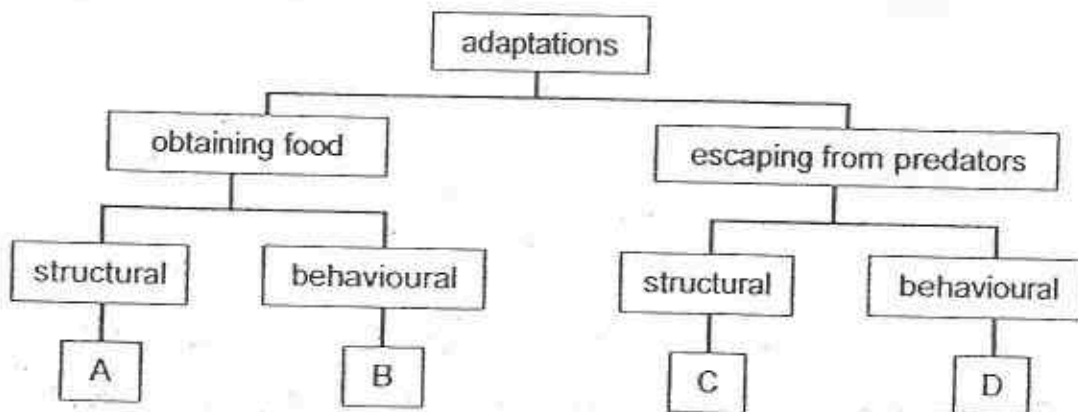 adaptations
obtaining food
escaping from predators
structural
behavioural
structural
behavioural
A
B
C
D